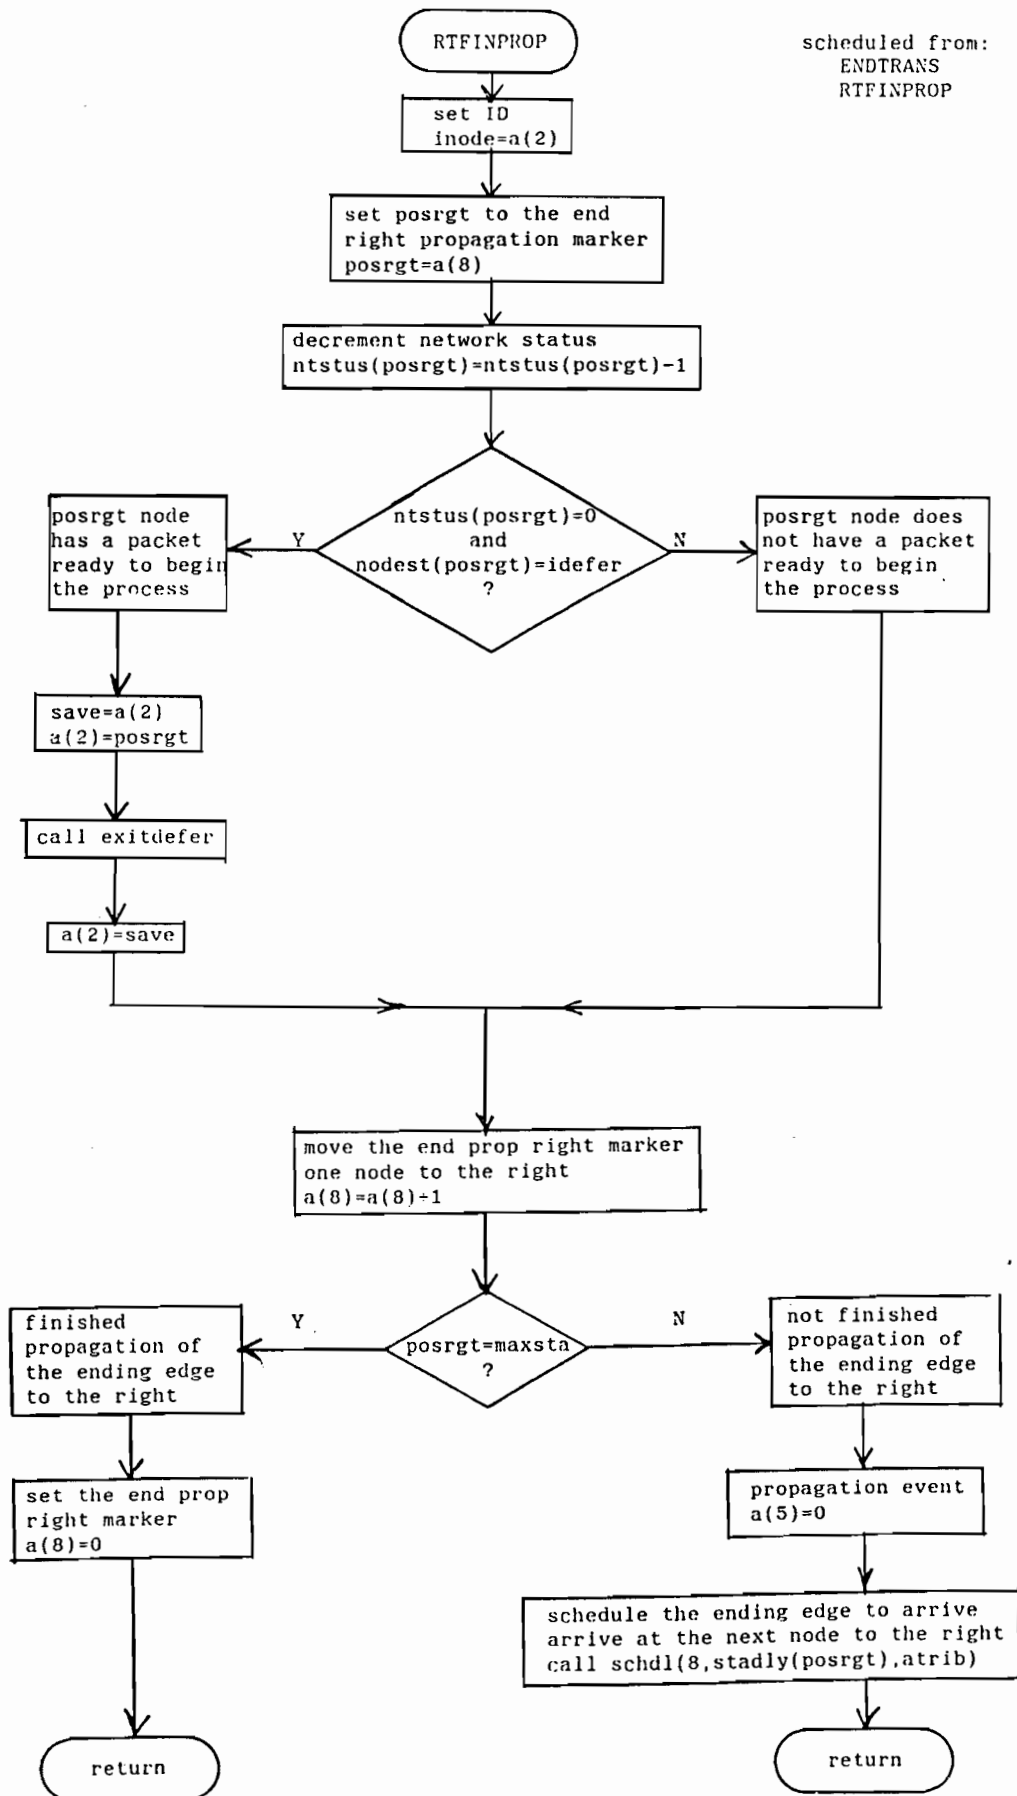 RTFINPROP
scheduled from:
ENDTRANS
RTFINPROP
set ID
inode=a(2)
set posrgt to the end
right propagation marker
posrgt=a(8)
decrement network status
ntstus(posrgt)=ntstus(posrgt)-1
ntstus(posrgt)=0
and
nodest(posrgt)=idefer
?
Y
N
posrgt node
has a packet
ready to begin
the process
posrgt node does
not have a packet
ready to begin
the process
save=a(2)
a(2)=posrgt
call exitdefer
a(2)=save
move the end prop right marker
one node to the right
a(8)=a(8)+1
posrgt=maxsta
?
Y
N
finished
propagation of
the ending edge
to the right
not finished
propagation of
the ending edge
to the right
set the end prop
right marker
a(8)=0
propagation event
a(5)=0
schedule the ending edge to arrive
arrive at the next node to the right
call schdl(8,stadly(posrgt),atrib)
return
return